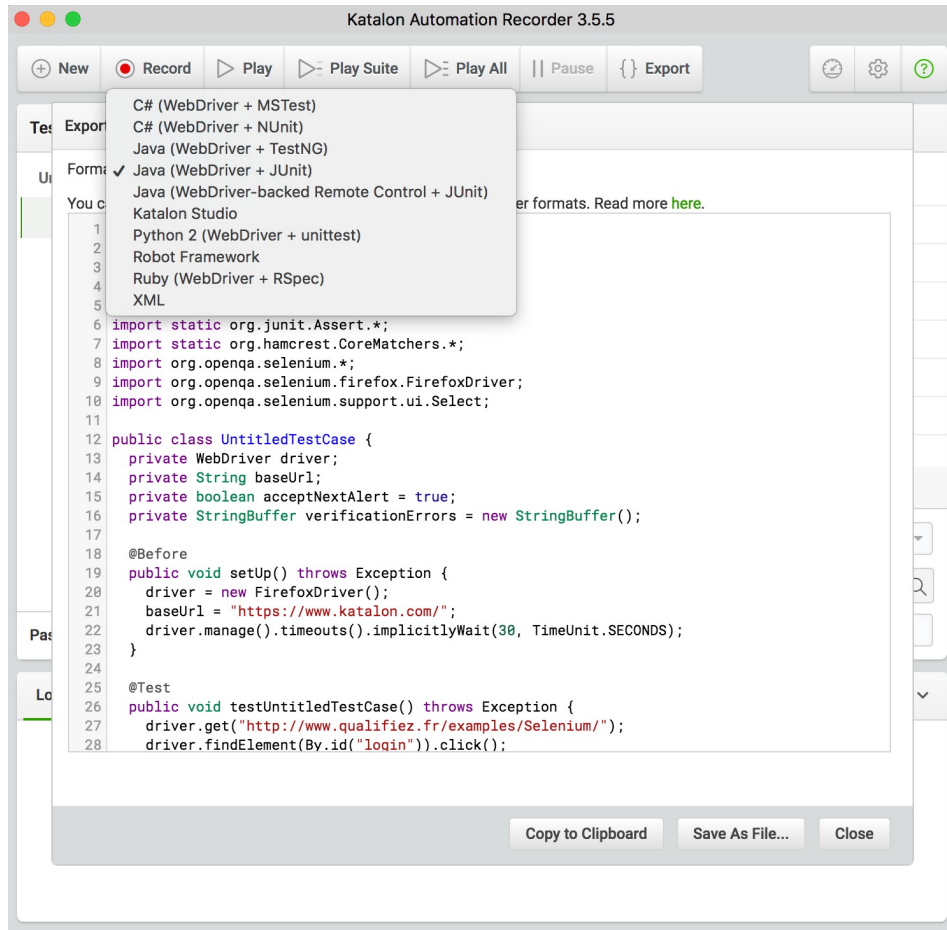 Katalon Automation Recorder 3.5.5
New Record Play Play Suite Play All Pause { } Export ?
C# (WebDriver + MSTest)
C# (WebDriver + NUnit)
Java (WebDriver + TestNG)
✓ Java (WebDriver + JUnit)
Java (WebDriver-backed Remote Control + JUnit)
Katalon Studio
Python 2 (WebDriver + unittest)
Robot Framework
Ruby (WebDriver + RSpec)
XML
er formats. Read more here.
1
2
3
4
5
6 import static org.junit.Assert.*;
7 import static org.hamcrest.CoreMatchers.*;
8 import org.openqa.selenium.*;
9 import org.openqa.selenium.firefox.FirefoxDriver;
10 import org.openqa.selenium.support.ui.Select;
11
12 public class UntitledTestCase {
13 private WebDriver driver;
14 private String baseUrl;
15 private boolean acceptNextAlert = true;
16 private StringBuffer verificationErrors = new StringBuffer();
17
18 @Before
19 public void setUp() throws Exception {
20 driver = new FirefoxDriver();
21 baseUrl = "https://www.katalon.com/";
22 driver.manage().timeouts().implicitlyWait(30, TimeUnit.SECONDS);
23 }
24
25 @Test
26 public void testUntitledTestCase() throws Exception {
27 driver.get("http://www.qualifiez.fr/examples/Selenium/");
28 driver.findElement(By.id("login")).click();
Copy to Clipboard Save As File... Close